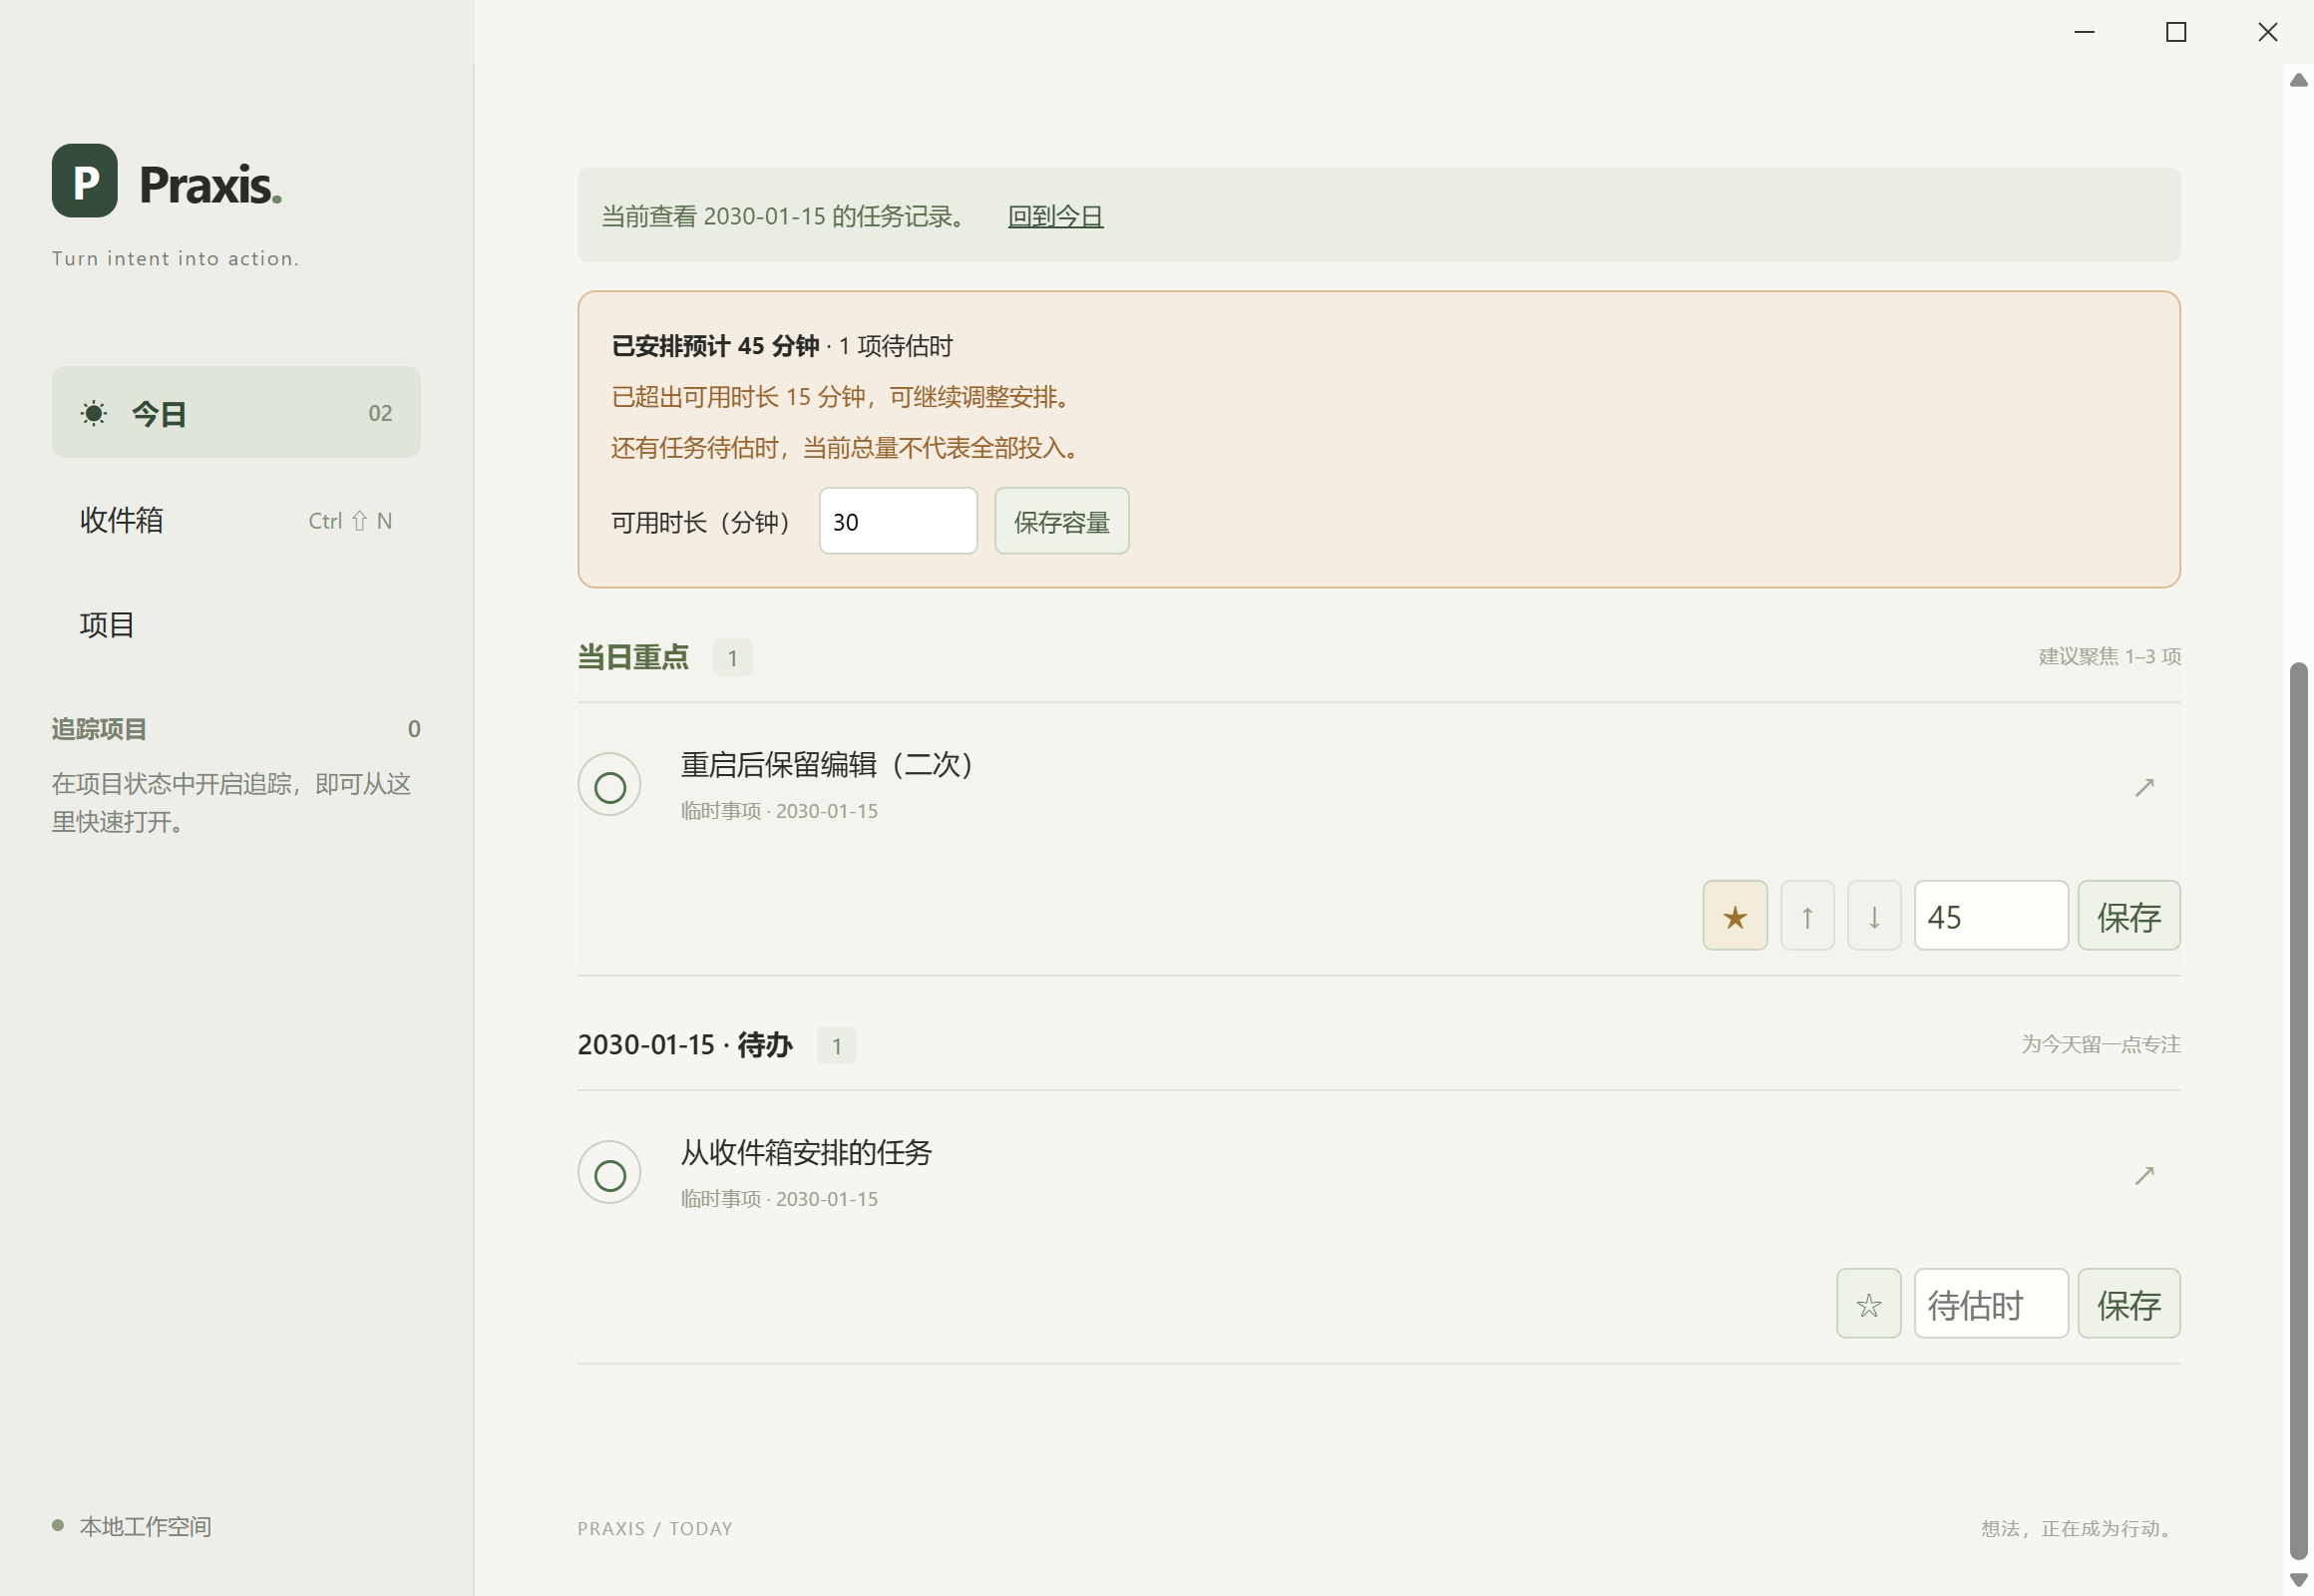 P Praxis.
Turn intent into action.
今日 02
收件箱 Ctrl ⇧ N
项目
追踪项目 0
在项目状态中开启追踪，即可从这
里快速打开。
本地工作空间
当前查看 2030-01-15 的任务记录。 回到今日
已安排预计 45 分钟 · 1 项待估时
已超出可用时长 15 分钟，可继续调整安排。
还有任务待估时，当前总量不代表全部投入。
可用时长（分钟） 30 保存容量
当日重点 1 建议聚焦 1–3 项
重启后保留编辑（二次）
临时事项 · 2030-01-15
↗
★ ↑ ↓ 45 保存
2030-01-15 · 待办 1 为今天留一点专注
从收件箱安排的任务
临时事项 · 2030-01-15
↗
☆ 待估时 保存
PRAXIS / TODAY 想法，正在成为行动。